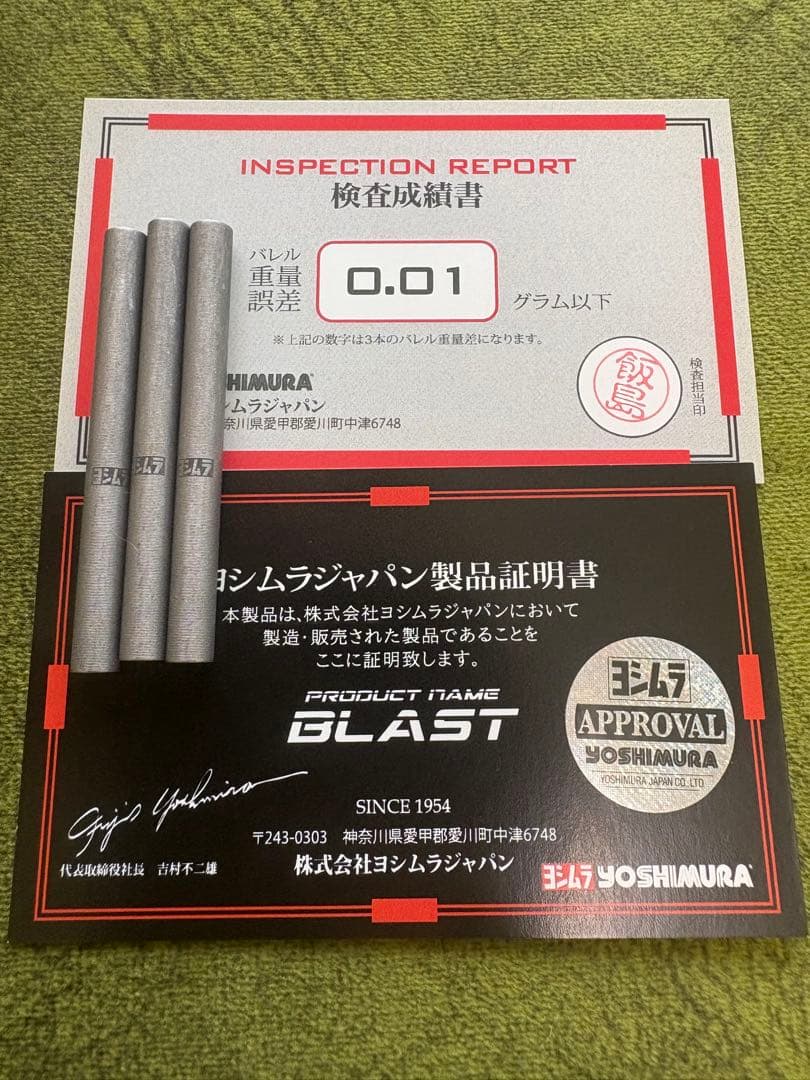 INSPECTION REPORT
検査成績書
バレル
重量
誤差
0.01
グラム以下
※上記の数字は3本のバレル重量差になります。
飯島
検査担当印
HIMURA
ムラジャパン
奈川県愛甲郡愛川町中津6748
ヨシムラ
ヨシムラ
ヨシムラ
ヨシムラジャパン製品証明書
本製品は、株式会社ヨシムラジャパンにおいて
製造・販売された製品であることを
ここに証明致します。
PRODUCT NAME
BLAST
ヨシムラ
APPROVAL
YOSHIMURA
YOSHIMURA JAPAN CO.,LTD
Fujio Yoshimura
SINCE 1954
〒243-0303 神奈川県愛甲郡愛川町中津6748
代表取締役社長 吉村不二雄
株式会社ヨシムラジャパン
ヨシムラ YOSHIMURA